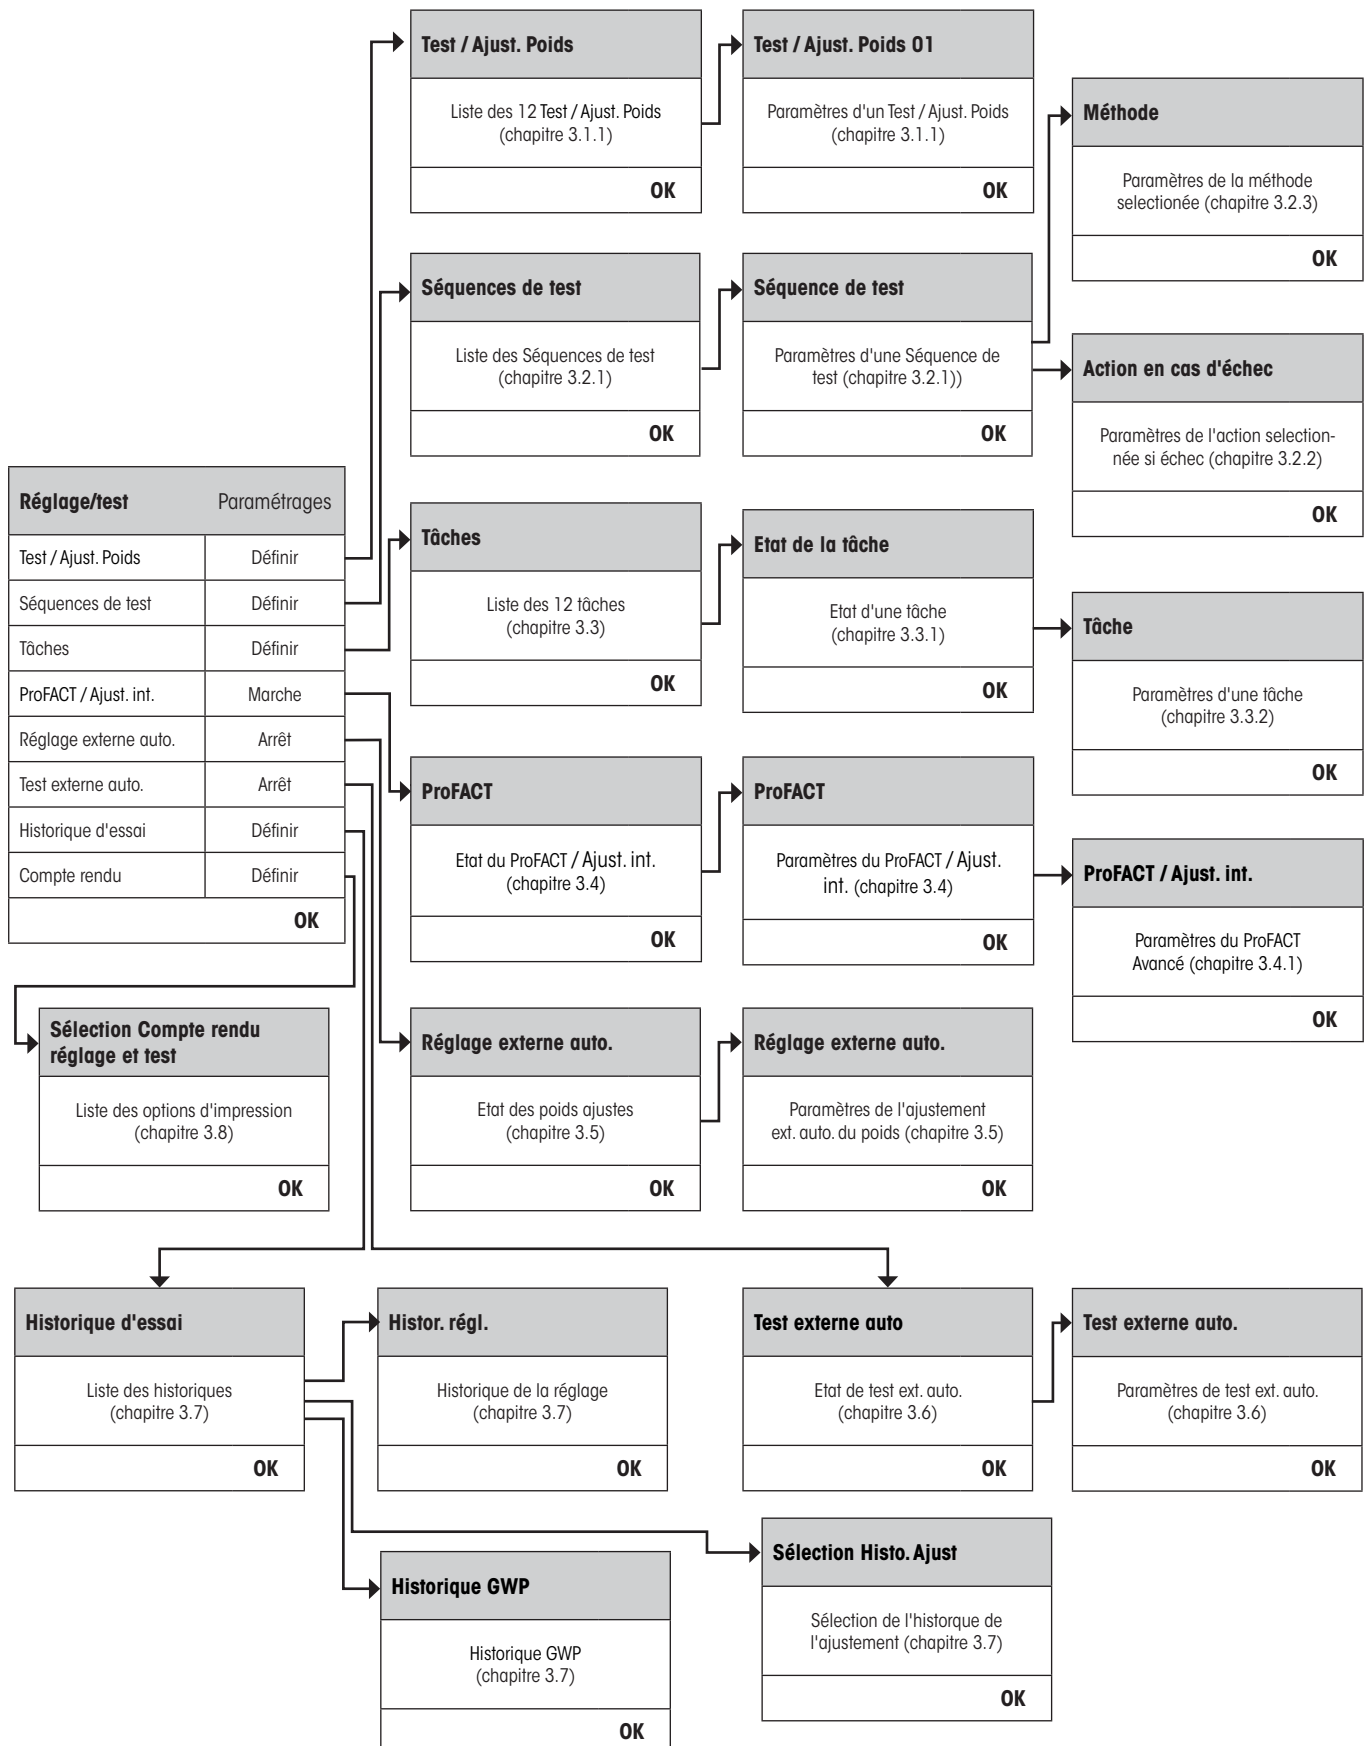 Test / Ajust. Poids
Liste des 12 Test / Ajust. Poids
(chapitre 3.1.1)
OK
Test / Ajust. Poids 01
Paramètres d'un Test / Ajust. Poids
(chapitre 3.1.1)
OK
Méthode
Paramètres de la méthode
selectionée (chapitre 3.2.3)
OK
Séquences de test
Liste des Séquences de test
(chapitre 3.2.1)
OK
Séquence de test
Paramètres d'une Séquence de
test (chapitre 3.2.1))
OK
Action en cas d'échec
Paramètres de l'action selection-
née si échec (chapitre 3.2.2)
OK
Réglage/test Paramétrages
Test / Ajust. Poids Définir
Séquences de test Définir
Tâches Définir
ProFACT / Ajust. int. Marche
Réglage externe auto. Arrêt
Test externe auto. Arrêt
Historique d'essai Définir
Compte rendu Définir
OK
Tâches
Liste des 12 tâches
(chapitre 3.3)
OK
Etat de la tâche
Etat d'une tâche
(chapitre 3.3.1)
OK
Tâche
Paramètres d'une tâche
(chapitre 3.3.2)
OK
ProFACT
Etat du ProFACT / Ajust. int.
(chapitre 3.4)
OK
ProFACT
Paramètres du ProFACT / Ajust.
int. (chapitre 3.4)
OK
ProFACT / Ajust. int.
Paramètres du ProFACT
Avancé (chapitre 3.4.1)
OK
Sélection Compte rendu
réglage et test
Liste des options d'impression
(chapitre 3.8)
OK
Réglage externe auto.
Etat des poids ajustes
(chapitre 3.5)
OK
Réglage externe auto.
Paramètres de l'ajustement
ext. auto. du poids (chapitre 3.5)
OK
Historique d'essai
Liste des historiques
(chapitre 3.7)
OK
Histor. régl.
Historique de la réglage
(chapitre 3.7)
OK
Test externe auto
Etat de test ext. auto.
(chapitre 3.6)
OK
Test externe auto.
Paramètres de test ext. auto.
(chapitre 3.6)
OK
Historique GWP
Historique GWP
(chapitre 3.7)
OK
Sélection Histo. Ajust
Sélection de l'historque de
l'ajustement (chapitre 3.7)
OK